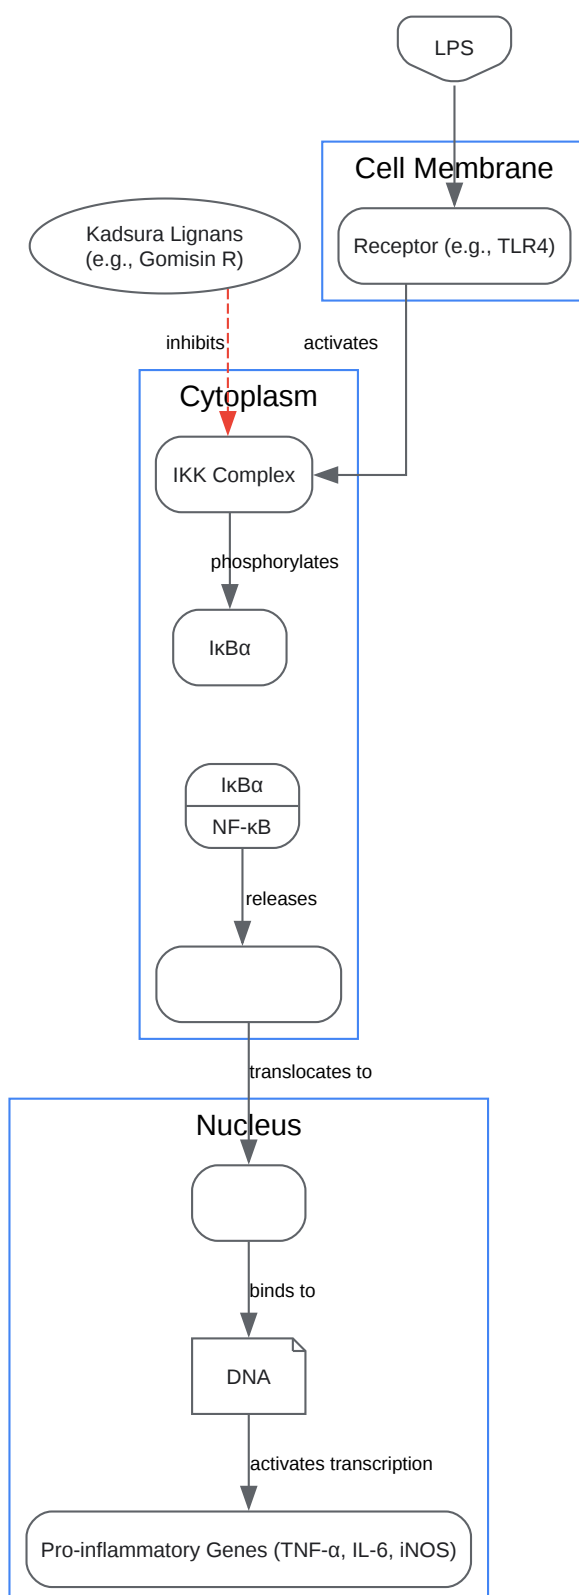 LPS
Cell Membrane
Receptor (e.g., TLR4)
Kadsura Lignans
(e.g., Gomisin R)
inhibits
activates
Cytoplasm
IKK Complex
phosphorylates
IκBα
IκBα
NF-κB
releases
translocates to
Nucleus
binds to
DNA
activates transcription
Pro-inflammatory Genes (TNF-α, IL-6, iNOS)